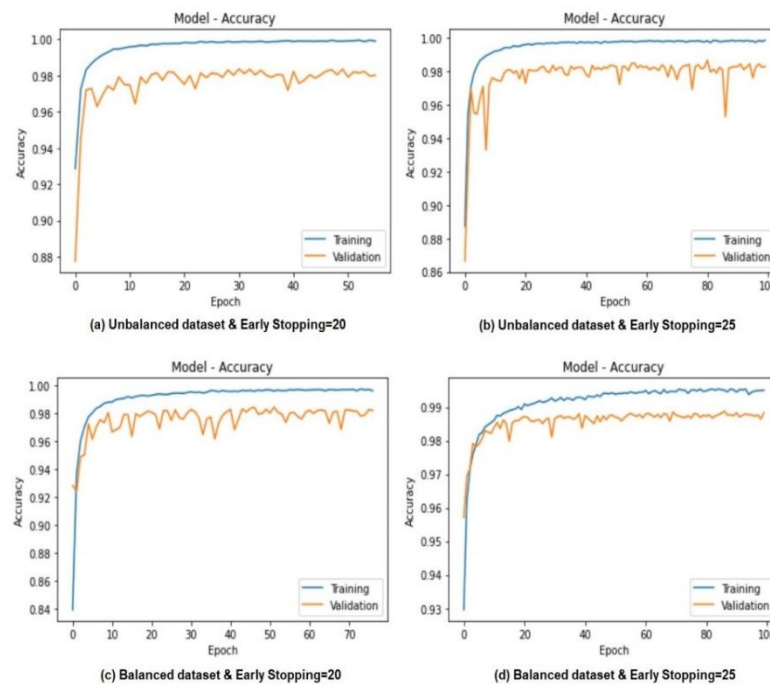 Model - Accuracy
1.00
0.98
0.96
0.94
0.92
0.90
0.88
Accuracy
Training
Validation
0 10 20 30 40 50
Epoch
(a) Unbalanced dataset & Early Stopping=20
Model - Accuracy
1.00
0.98
0.96
0.94
0.92
0.90
0.88
0.86
Accuracy
Training
Validation
0 20 40 60 80 100
Epoch
(b) Unbalanced dataset & Early Stopping=25
Model - Accuracy
1.00
0.98
0.96
0.94
0.92
0.90
0.88
0.86
0.84
Accuracy
Training
Validation
0 10 20 30 40 50 60 70
Epoch
(c) Balanced dataset & Early Stopping=20
Model - Accuracy
0.99
0.98
0.97
0.96
0.95
0.94
0.93
Accuracy
Training
Validation
0 20 40 60 80 100
Epoch
(d) Balanced dataset & Early Stopping=25